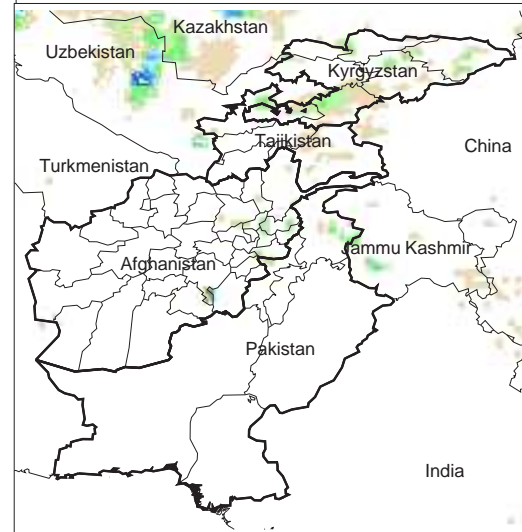 Kazakhstan
Uzbekistan
Kyrgyzstan
Tajikistan
China
Turkmenistan
Jammu Kashmir
Afghanistan
Pakistan
India